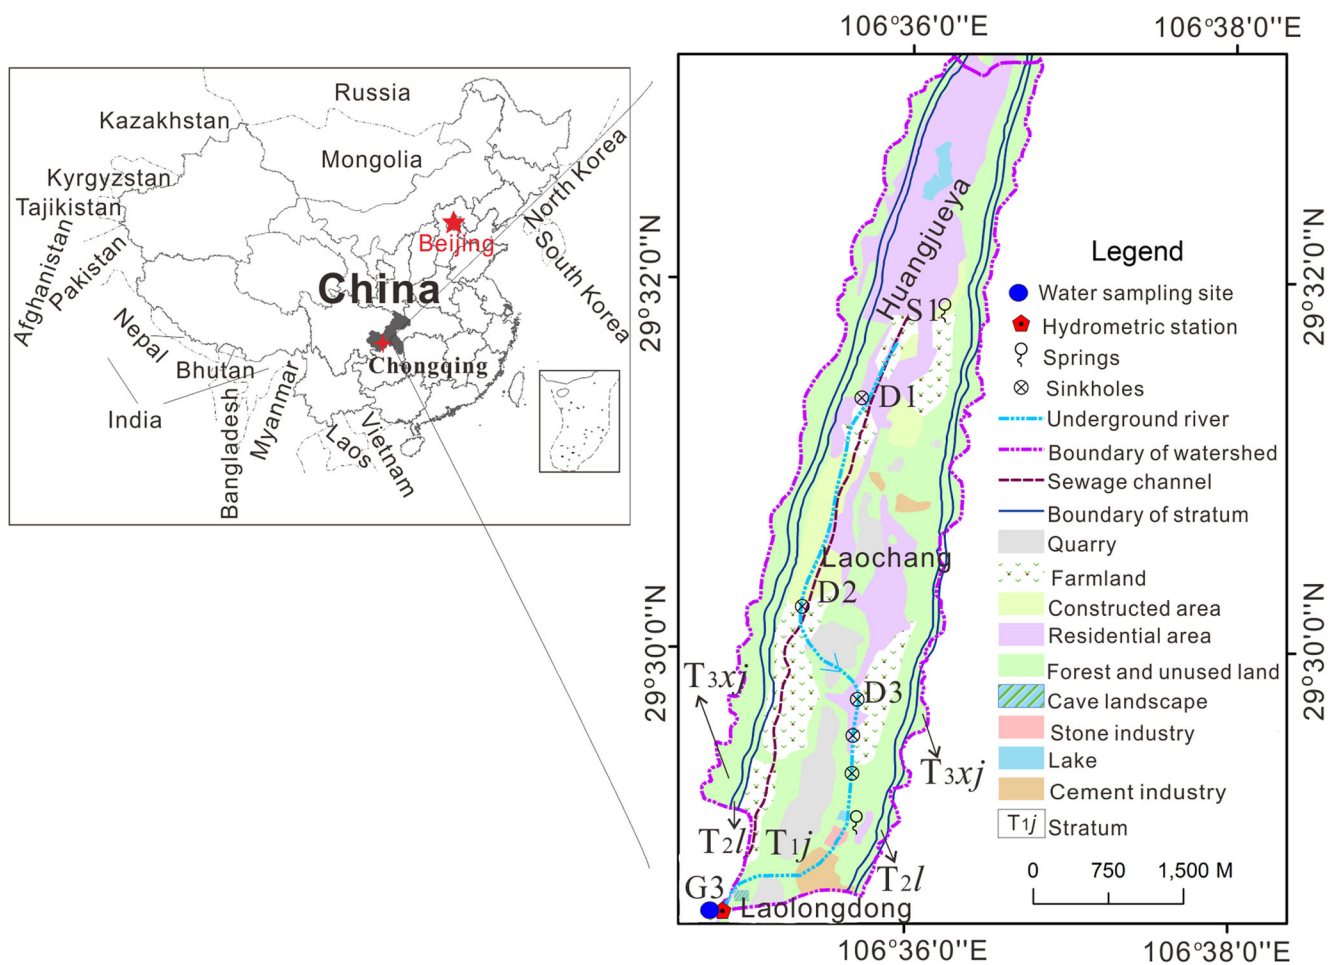 106°36'0''E
106°38'0''E
Russia
Kazakhstan
Mongolia
Kyrgyzstan
Tajikistan
Afghanistan
Pakistan
North Korea
South Korea
Beijing
China
Chongqing
Nepal
Bhutan
India
Bangladesh
Myanmar
Laos
Vietnam
29°32'0''N
29°30'0''N
Huangjueya
S1
D1
Laochang
D2
D3
T3xj
T3xj
T2l
T1j
T2l
G3
Laolongdong
Legend
Water sampling site
Hydrometric station
Springs
Sinkholes
Underground river
Boundary of watershed
Sewage channel
Boundary of stratum
Quarry
Farmland
Constructed area
Residential area
Forest and unused land
Cave landscape
Stone industry
Lake
Cement industry
T1j Stratum
0 750 1,500 M
29°32'0''N
29°30'0''N
106°36'0''E
106°38'0''E